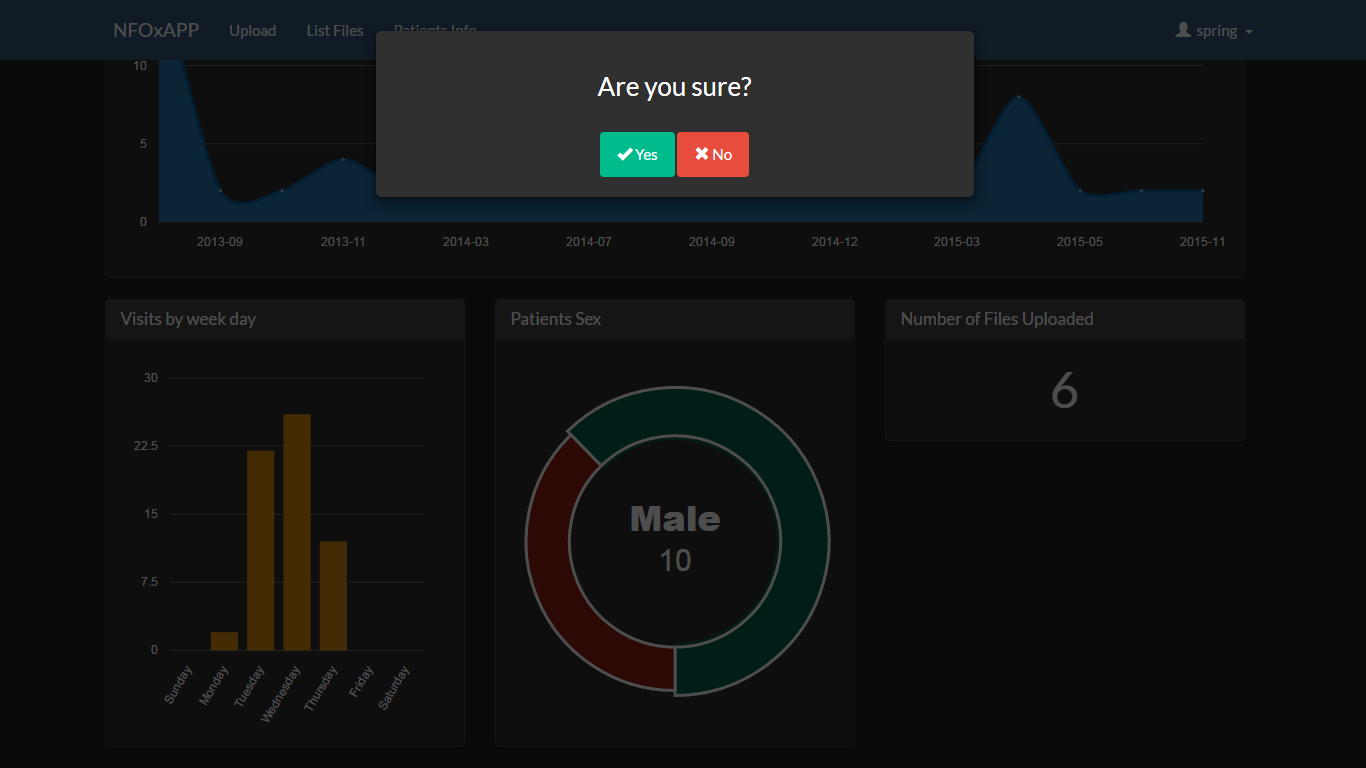 NFOxAPP Upload List Files Patients Info spring
Are you sure?
Yes No
10
5
0
2013-09 2013-11 2014-03 2014-07 2014-09 2014-12 2015-03 2015-05 2015-11
Visits by week day
30
22.5
15
7.5
0
Sunday Monday Tuesday Wednesday Thursday Friday Saturday
Patients Sex
Male
10
Number of Files Uploaded
6